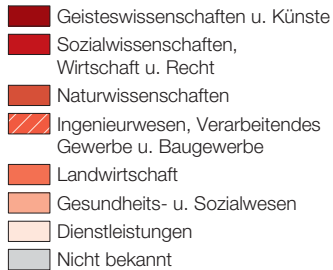 Geisteswissenschaften u. Künste
Sozialwissenschaften,
Wirtschaft u. Recht
Naturwissenschaften
Ingenieurwesen, Verarbeitendes
Gewerbe u. Baugewerbe
Landwirtschaft
Gesundheits- u. Sozialwesen
Dienstleistungen
Nicht bekannt